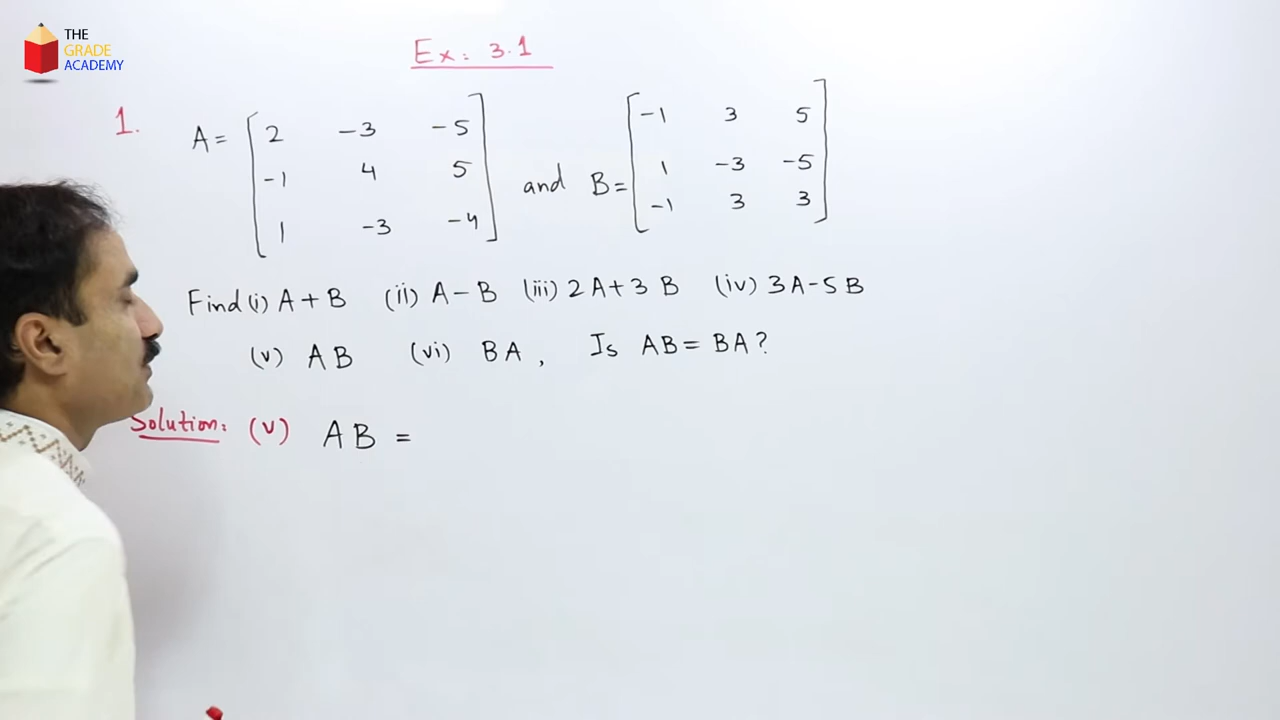 THE
GRADE
ACADEMY
Ex: 3.1
1. A = [ 2 -3 -5
-1 4 5
1 -3 -4 ] and B = [ -1 3 5
1 -3 -5
-1 3 3 ]
Find (i) A + B (ii) A - B (iii) 2A + 3B (iv) 3A - 5B
(v) AB (vi) BA , Is AB = BA?
Solution: (v) AB =